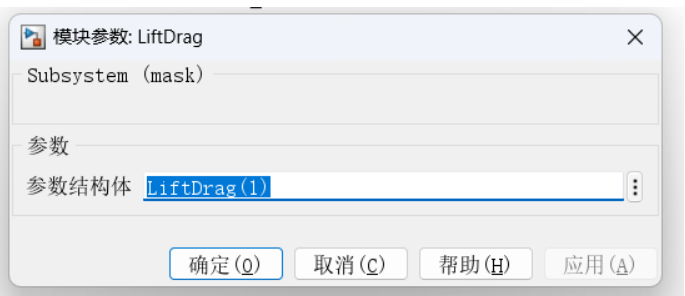 模块参数: LiftDrag
Subsystem (mask)
参数
参数结构体 LiftDrag(1)
确定(O) 取消(C) 帮助(H) 应用(A)